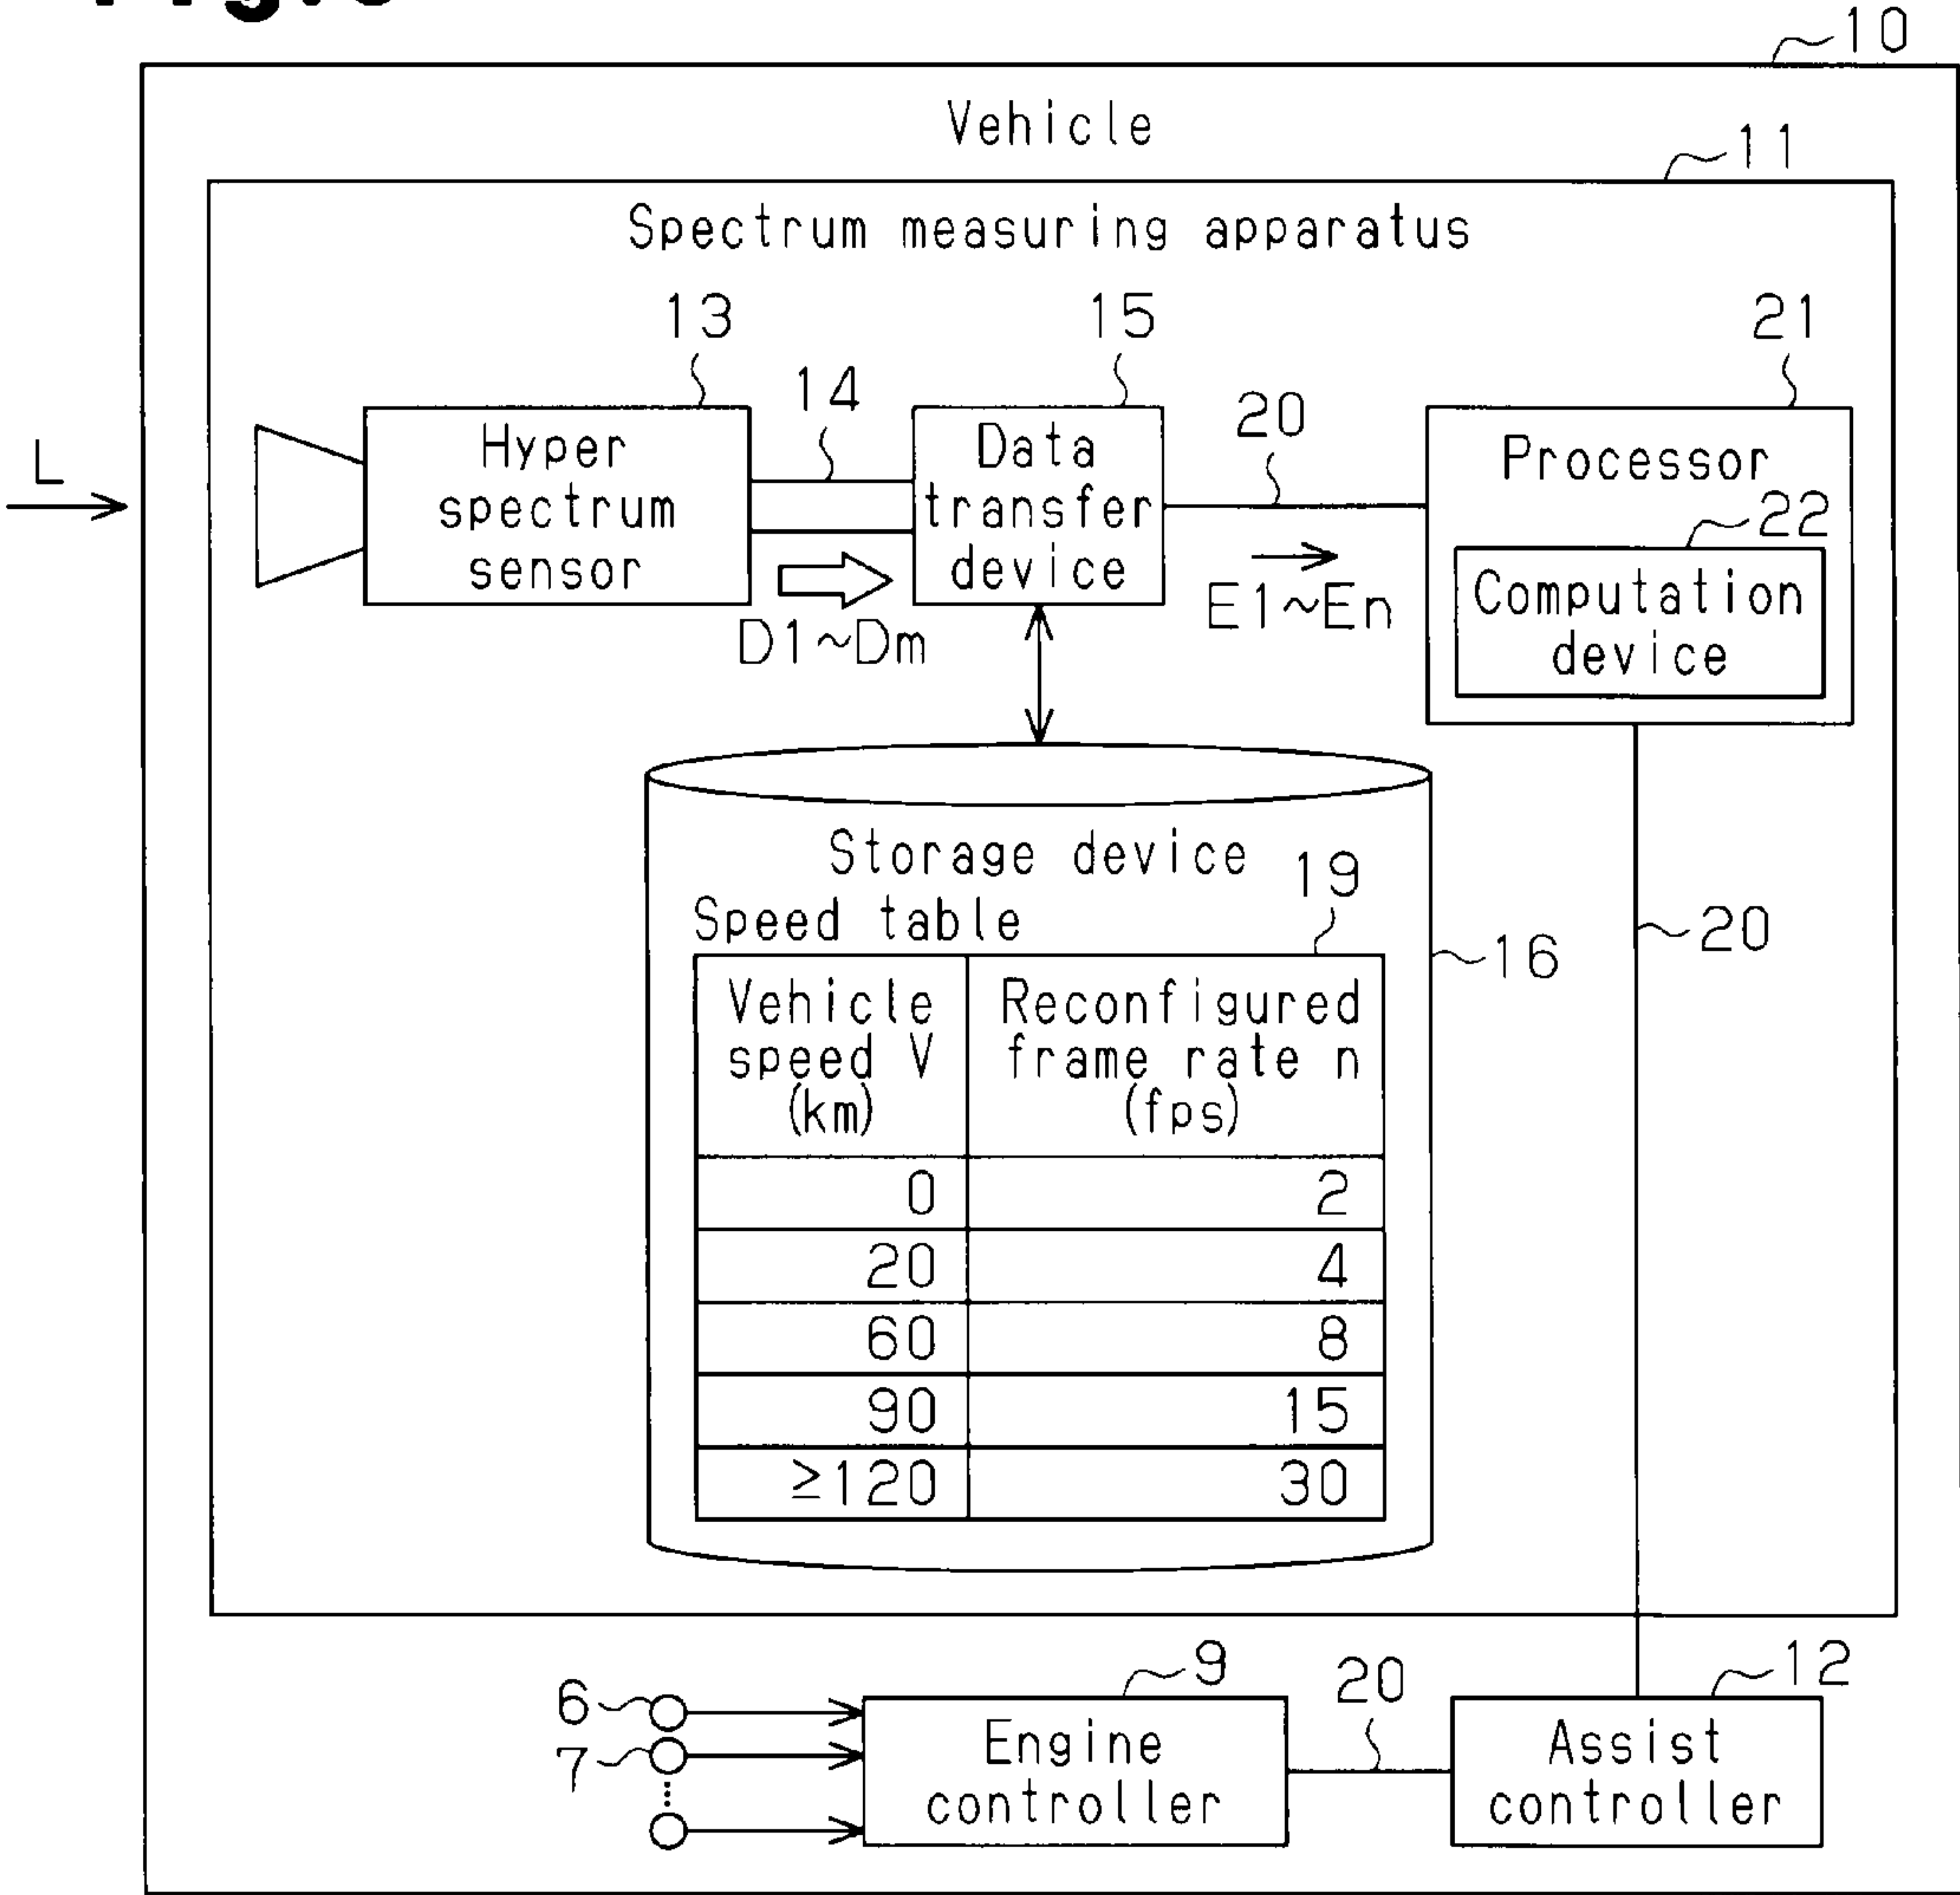 10
Vehicle
11
Spectrum measuring apparatus
13
15
21
14
20
L
Hyper
spectrum
sensor
Data
transfer
device
Processor
22
Computation
device
D1~Dm
E1~En
Storage device
19
Speed table
16
20
Vehicle
speed V
(km)
Reconfigured
frame rate n
(fps)
0 2
20 4
60 8
90 15
≥120 30
6
7
9
20
12
Engine
controller
Assist
controller